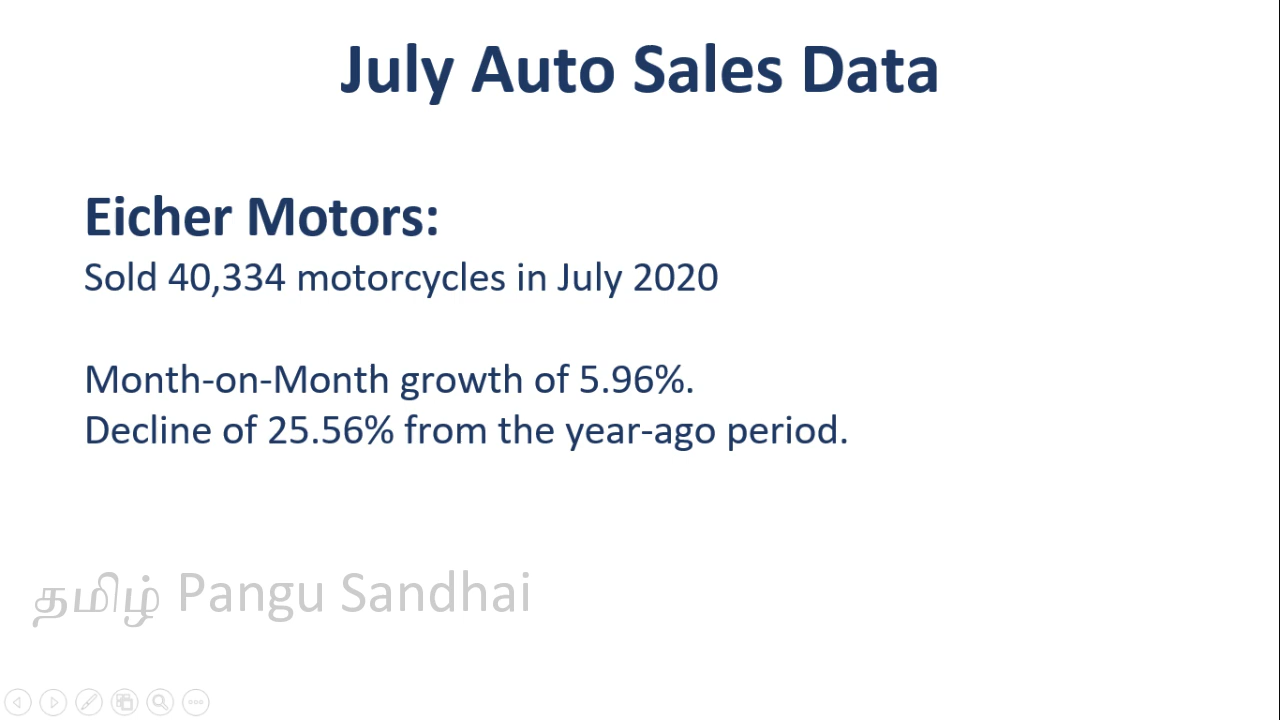 July Auto Sales Data
Eicher Motors:
Sold 40,334 motorcycles in July 2020
Month-on-Month growth of 5.96%.
Decline of 25.56% from the year-ago period.
தமிழ் Pangu Sandhai